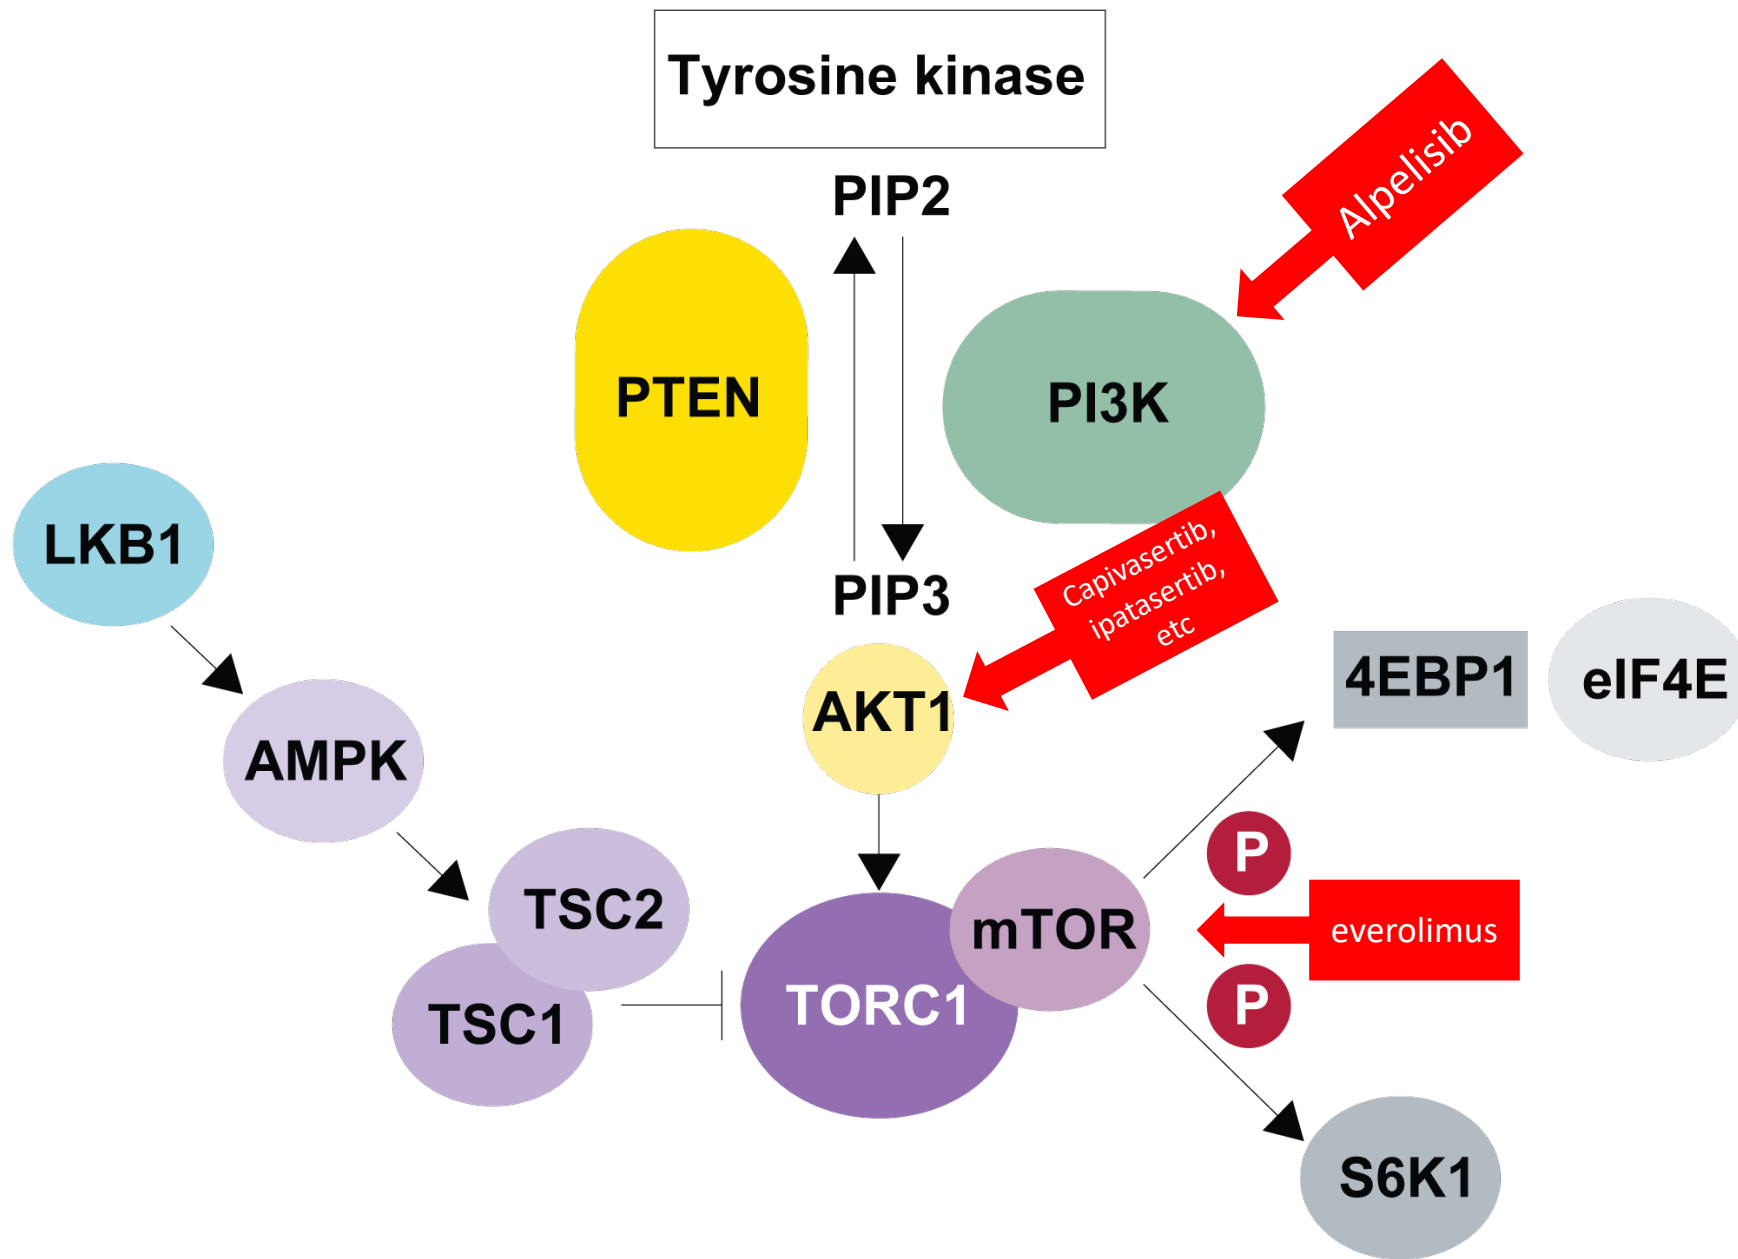 Tyrosine kinase
PIP2
Alpelisib
PTEN
PI3K
LKB1
PIP3
Capivasertib,
ipatasertib,
etc
AKT1
4EBP1
eIF4E
AMPK
P
TSC2
mTOR
everolimus
TSC1
TORC1
P
S6K1